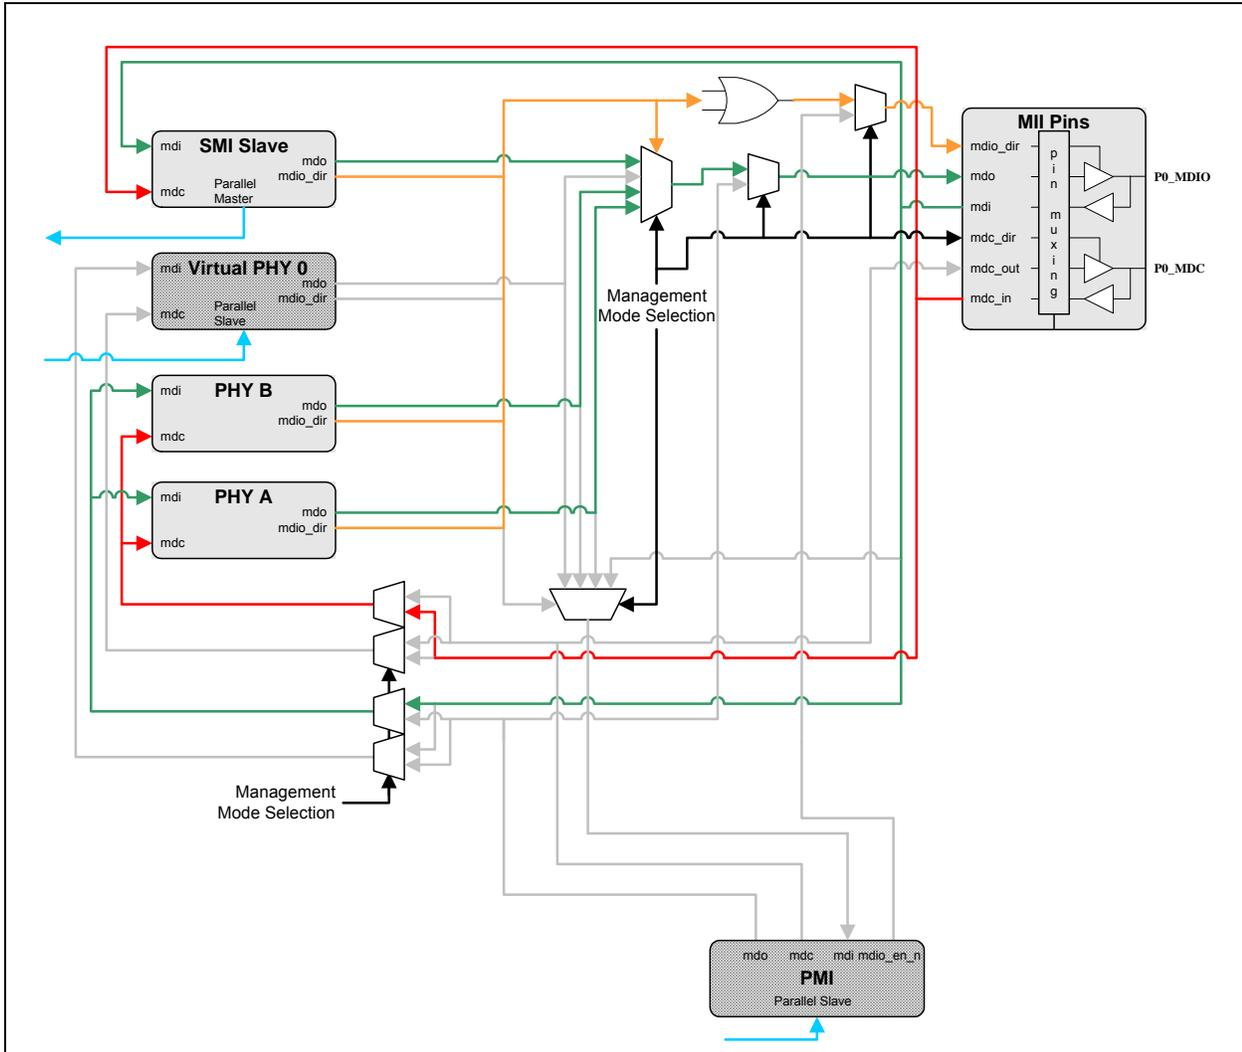 SMI Slave
mdi
mdo
mdio_dir
mdc
Parallel
Master
MII Pins
mdio_dir
mdo
mdi
mdc_dir
mdc_out
mdc_in
pin muxing
P0_MDIO
P0_MDC
Virtual PHY 0
mdi
mdo
mdio_dir
mdc
Parallel
Slave
Management
Mode Selection
PHY B
mdi
mdo
mdio_dir
mdc
PHY A
mdi
mdo
mdio_dir
mdc
Management
Mode Selection
mdo
mdc
mdi
mdio_en_n
PMI
Parallel Slave